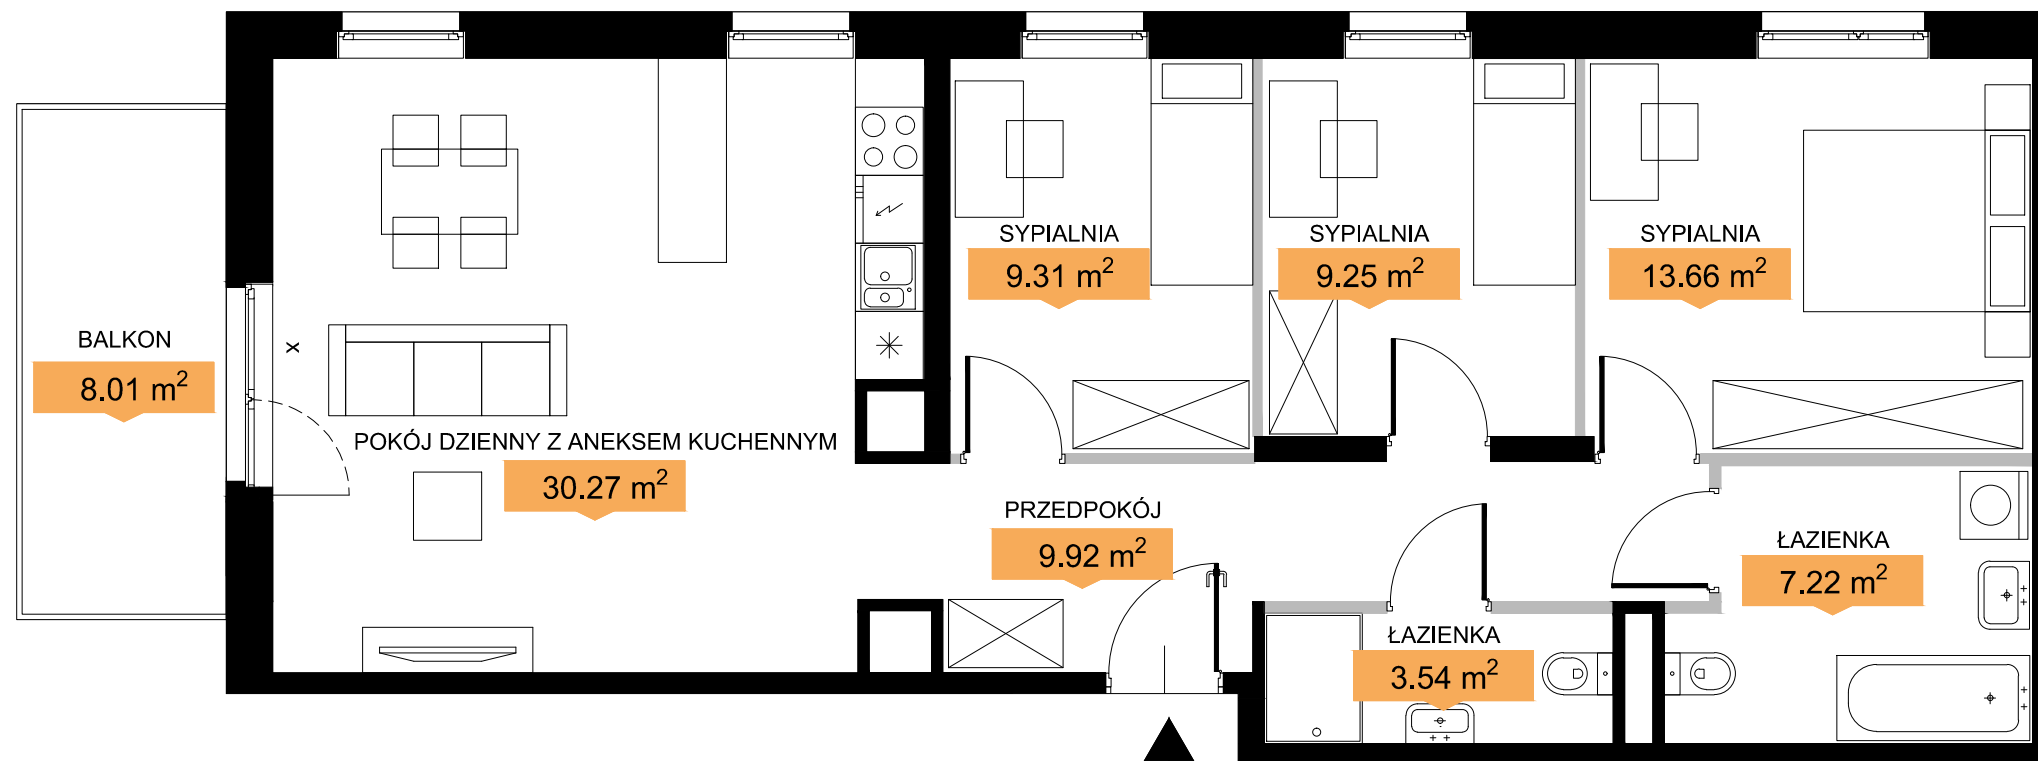 SYPIALNIA
9.31 m²
SYPIALNIA
9.25 m²
SYPIALNIA
13.66 m²
BALKON
8.01 m²
x
POKÓJ DZIENNY Z ANEKSEM KUCHENNYM
30.27 m²
PRZEDPOKÓJ
9.92 m²
ŁAZIENKA
7.22 m²
ŁAZIENKA
3.54 m²